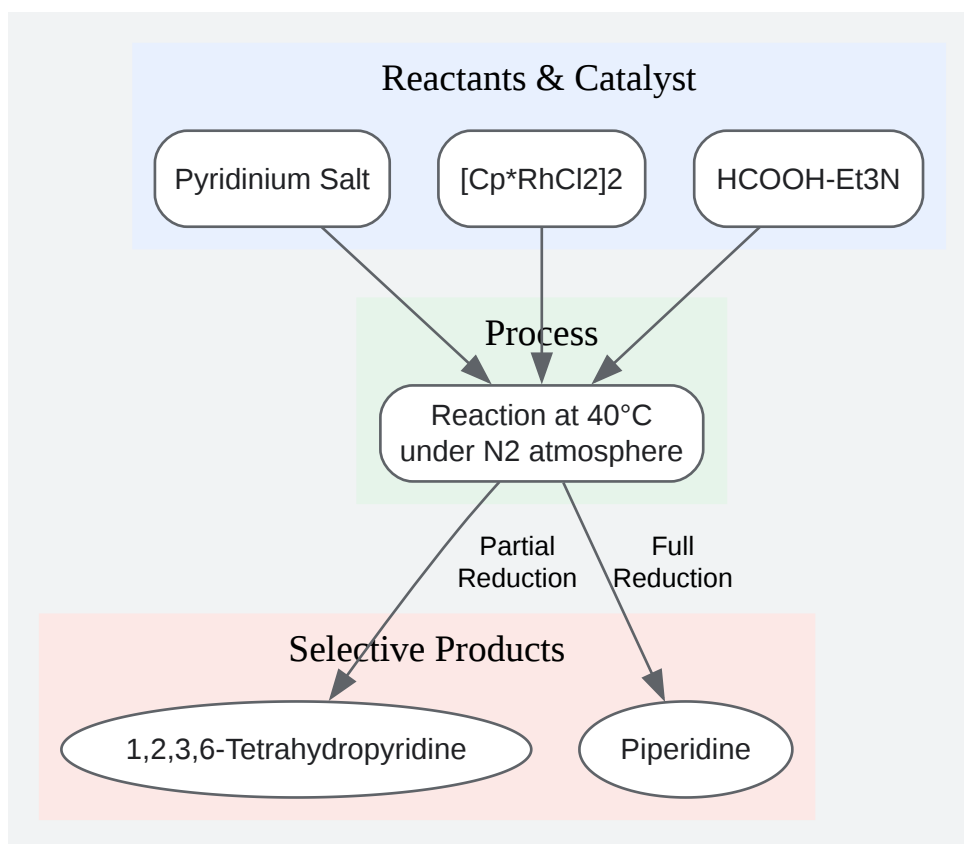 Reactants & Catalyst
Pyridinium Salt
[Cp*RhCl2]2
HCOOH-Et3N
Process
Reaction at 40°C
under N2 atmosphere
Partial
Reduction
Full
Reduction
Selective Products
1,2,3,6-Tetrahydropyridine
Piperidine